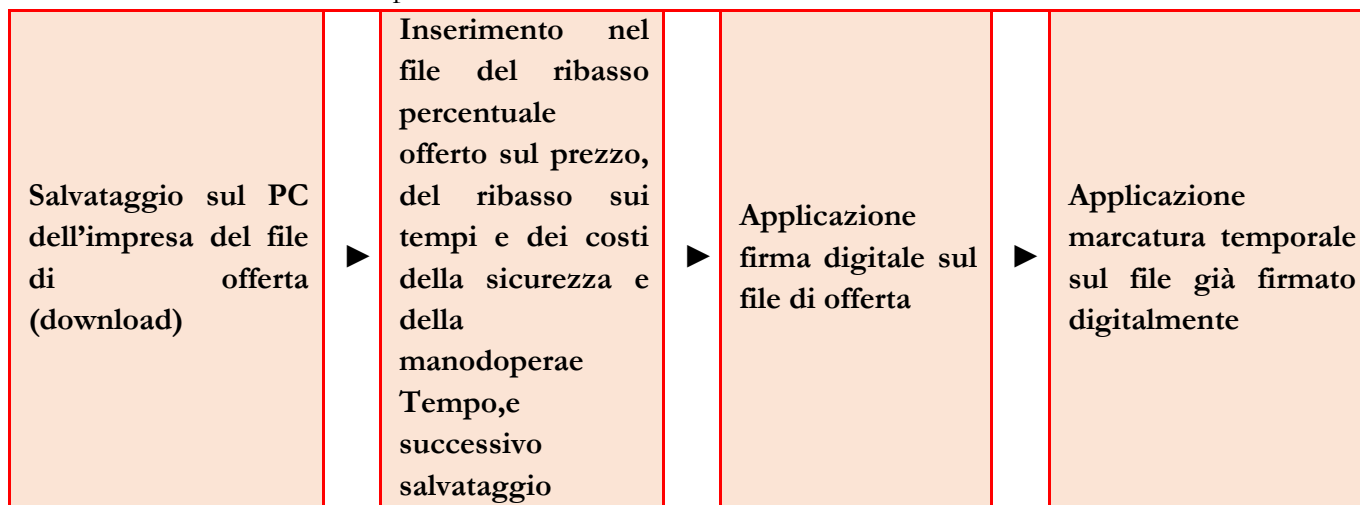 Salvataggio sul PC
dell'impresa del file
di offerta
(download)
►
Inserimento nel
file del ribasso
percentuale
offerto sul prezzo,
del ribasso sui
tempi e dei costi
della sicurezza e
della
manodoperae
Tempo,e
successivo
salvataggio
►
Applicazione
firma digitale sul
file di offerta
►
Applicazione
marcatura temporale
sul file già firmato
digitalmente